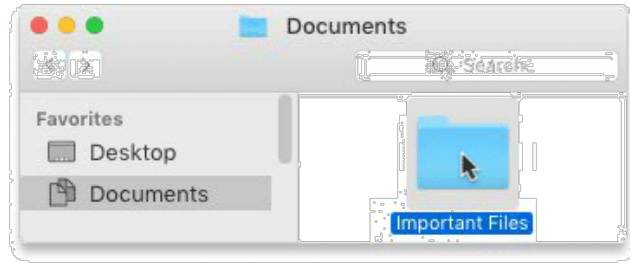 Documents
Search
Favorites
Desktop
Documents
Important Files